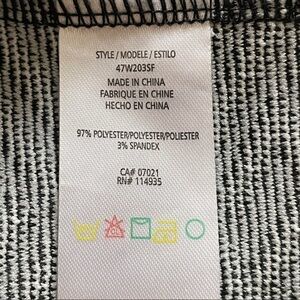 STYLE / MODELE / ESTILO
47W203SF
MADE IN CHINA
FABRIQUE EN CHINE
HECHO EN CHINA
97% POLYESTER/POLYESTER/POLIESTER
3% SPANDEX
CA# 07021
RN# 114935